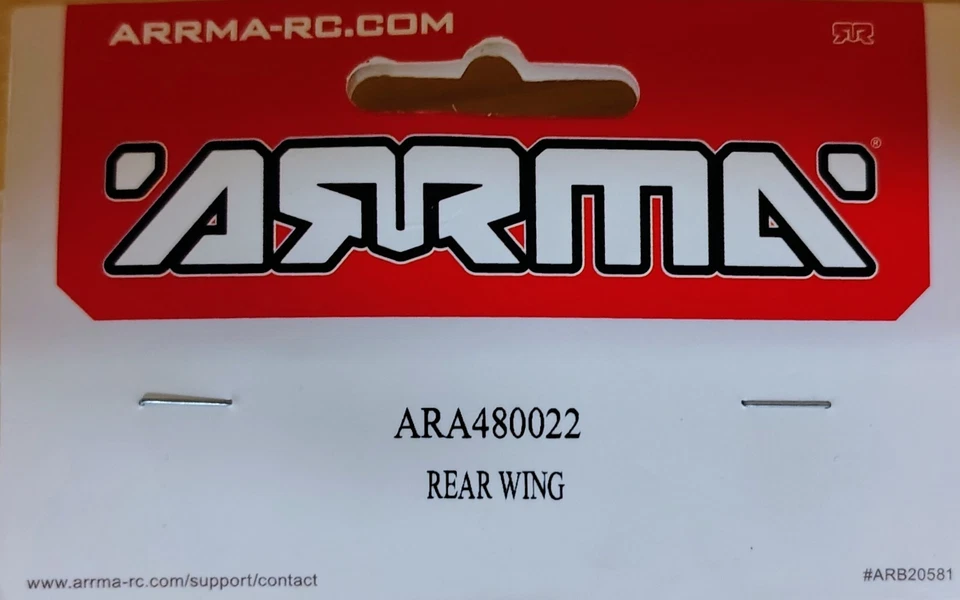 ARRMA-RC.COM
ARRMA®
ARA480022
REAR WING
www.arrma-rc.com/support/contact
#ARB20581